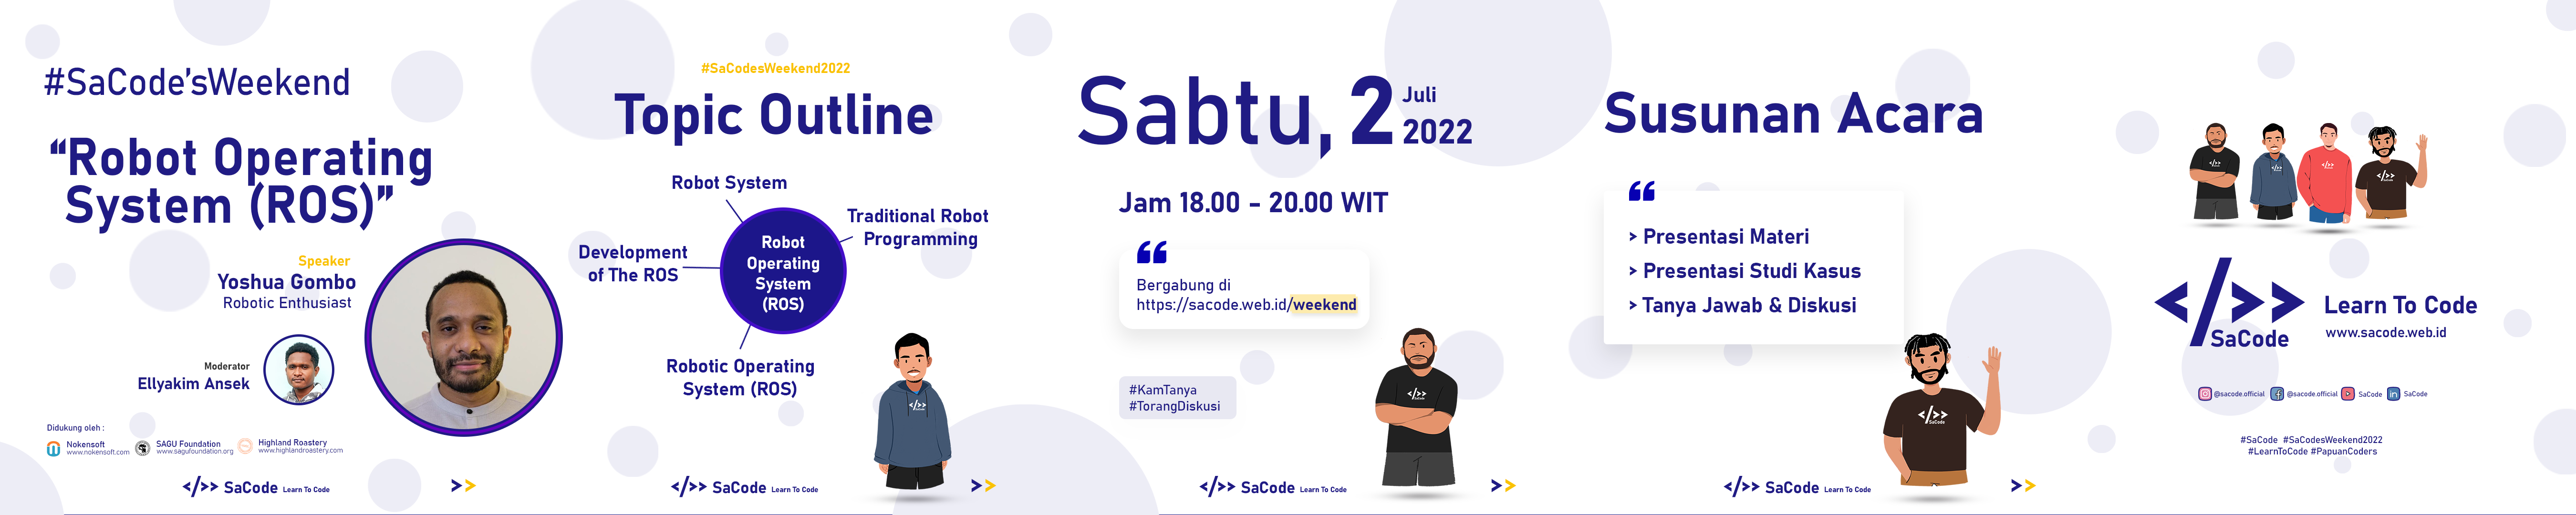 #SaCode'sWeekend
“Robot Operating
System (ROS)”
Speaker
Yoshua Gombo
Robotic Enthusiast
Moderator
Ellyakim Ansek
Didukung oleh :
Nokensoft
www.nokensoft.com
SAGU Foundation
www.sagufoundation.org
Highland Roastery
www.highlandroastery.com
</>> SaCode Learn To Code
>>
#SaCodesWeekend2022
Topic Outline
Robot System
Traditional Robot
Programming
Development
of The ROS
Robot
Operating
System
(ROS)
Robotic Operating
System (ROS)
</>>
</>> SaCode Learn To Code
>>
Sabtu, 2 Juli
2022
Jam 18.00 - 20.00 WIT
“
Bergabung di
https://sacode.web.id/weekend
#KamTanya
#TorangDiskusi
</>>
</>> SaCode Learn To Code
>>
Susunan Acara
“
> Presentasi Materi
> Presentasi Studi Kasus
> Tanya Jawab & Diskusi
</>>
SaCode
</>> SaCode Learn To Code
>>
</>>
SaCode
Learn To Code
www.sacode.web.id
@sacode.official @sacode.official SaCode SaCode
#SaCode #SaCodesWeekend2022
#LearnToCode #PapuanCoders